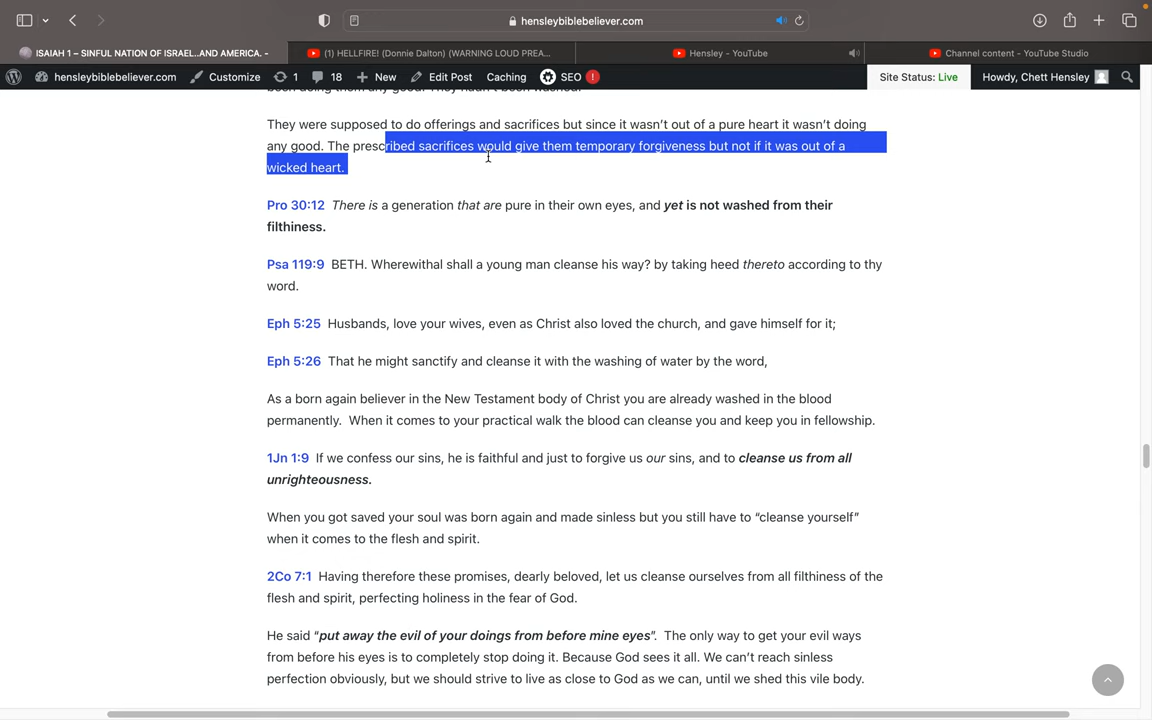 hensleybiblebeliever.com
ISAIAH 1 – SINFUL NATION OF ISRAEL..AND AMERICA. -
(1) HELLFIRE! (Donnie Dalton) (WARNING LOUD PREA...
Hensley - YouTube
Channel content - YouTube Studio
hensleybiblebeliever.com
Customize
1
18
New
Edit Post
Caching
SEO
!
Site Status: Live
Howdy, Chett Hensley
been doing them any good. They hadn't been washed.
They were supposed to do offerings and sacrifices but since it wasn't out of a pure heart it wasn't doing
any good. The prescribed sacrifices would give them temporary forgiveness but not if it was out of a
wicked heart.
Pro 30:12 There is a generation that are pure in their own eyes, and yet is not washed from their
filthiness.
Psa 119:9 BETH. Wherewithal shall a young man cleanse his way? by taking heed thereto according to thy
word.
Eph 5:25 Husbands, love your wives, even as Christ also loved the church, and gave himself for it;
Eph 5:26 That he might sanctify and cleanse it with the washing of water by the word,
As a born again believer in the New Testament body of Christ you are already washed in the blood
permanently. When it comes to your practical walk the blood can cleanse you and keep you in fellowship.
1Jn 1:9 If we confess our sins, he is faithful and just to forgive us our sins, and to cleanse us from all
unrighteousness.
When you got saved your soul was born again and made sinless but you still have to “cleanse yourself”
when it comes to the flesh and spirit.
2Co 7:1 Having therefore these promises, dearly beloved, let us cleanse ourselves from all filthiness of the
flesh and spirit, perfecting holiness in the fear of God.
He said “put away the evil of your doings from before mine eyes”. The only way to get your evil ways
from before his eyes is to completely stop doing it. Because God sees it all. We can't reach sinless
perfection obviously, but we should strive to live as close to God as we can, until we shed this vile body.